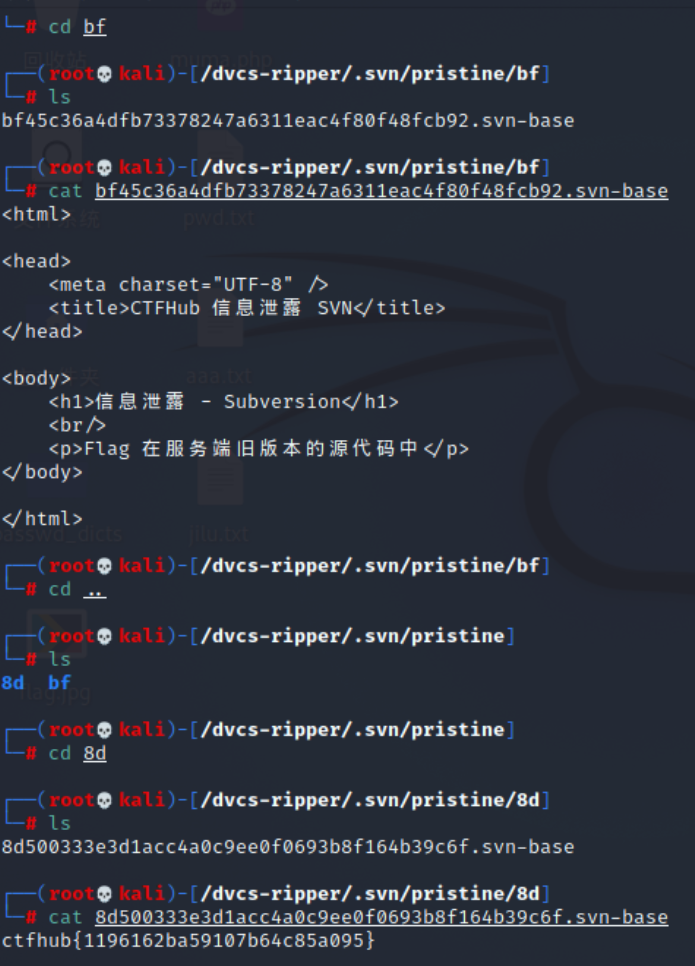 └─# cd bf
┌──(root💀kali)-[/dvcs-ripper/.svn/pristine/bf]
└─# ls
bf45c36a4dfb73378247a6311eac4f80f48fcb92.svn-base
┌──(root💀kali)-[/dvcs-ripper/.svn/pristine/bf]
└─# cat bf45c36a4dfb73378247a6311eac4f80f48fcb92.svn-base
<html>
<head>
    <meta charset="UTF-8" />
    <title>CTFHub 信息泄露 SVN</title>
</head>
<body>
    <h1>信息泄露 - Subversion</h1>
    <br/>
    <p>Flag 在服务端旧版本的源代码中</p>
</body>
</html>
┌──(root💀kali)-[/dvcs-ripper/.svn/pristine/bf]
└─# cd ..
┌──(root💀kali)-[/dvcs-ripper/.svn/pristine]
└─# ls
8d  bf
┌──(root💀kali)-[/dvcs-ripper/.svn/pristine]
└─# cd 8d
┌──(root💀kali)-[/dvcs-ripper/.svn/pristine/8d]
└─# ls
8d500333e3d1acc4a0c9ee0f0693b8f164b39c6f.svn-base
┌──(root💀kali)-[/dvcs-ripper/.svn/pristine/8d]
└─# cat 8d500333e3d1acc4a0c9ee0f0693b8f164b39c6f.svn-base
ctfhub{1196162ba59107b64c85a095}